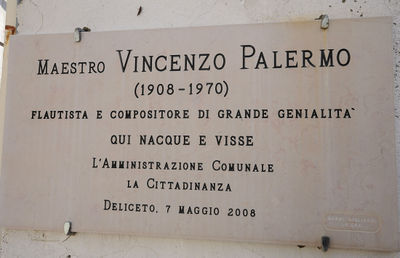 Maestro Vincenzo Palermo
(1908-1970)
FLAUTISTA E COMPOSITORE DI GRANDE GENIALITA'
QUI NACQUE E VISSE
L'Amministrazione Comunale
la Cittadinanza
Deliceto, 7 maggio 2008